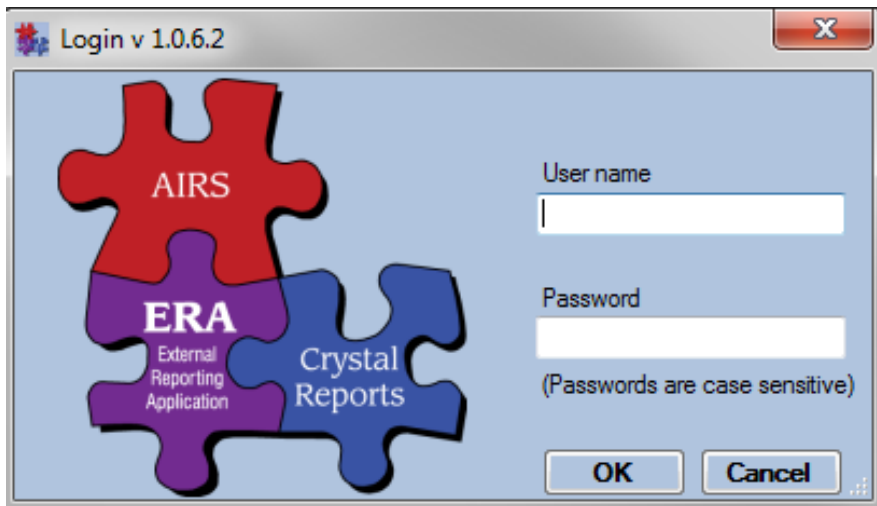 Login v 1.0.6.2
AIRS
ERA
External
Reporting
Application
Crystal
Reports
User name
Password
(Passwords are case sensitive)
OK
Cancel